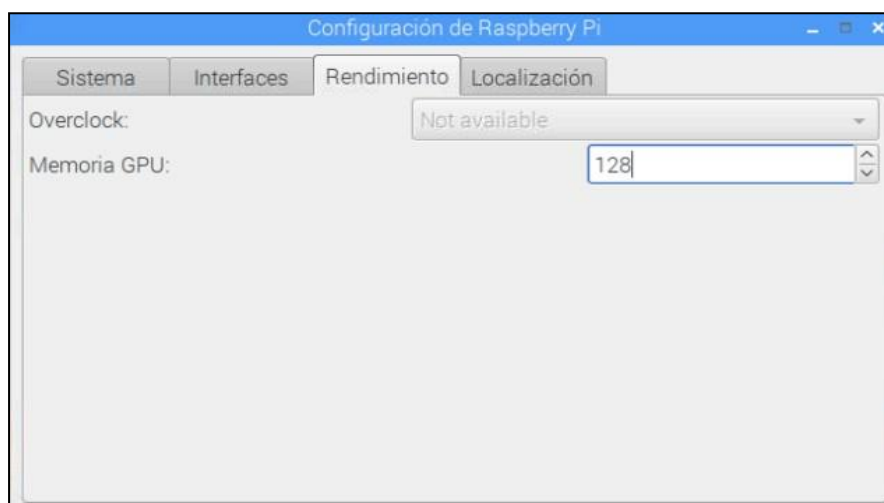 Configuración de Raspberry Pi
Sistema Interfaces Rendimiento Localización
Overclock: Not available
Memoria GPU: 128